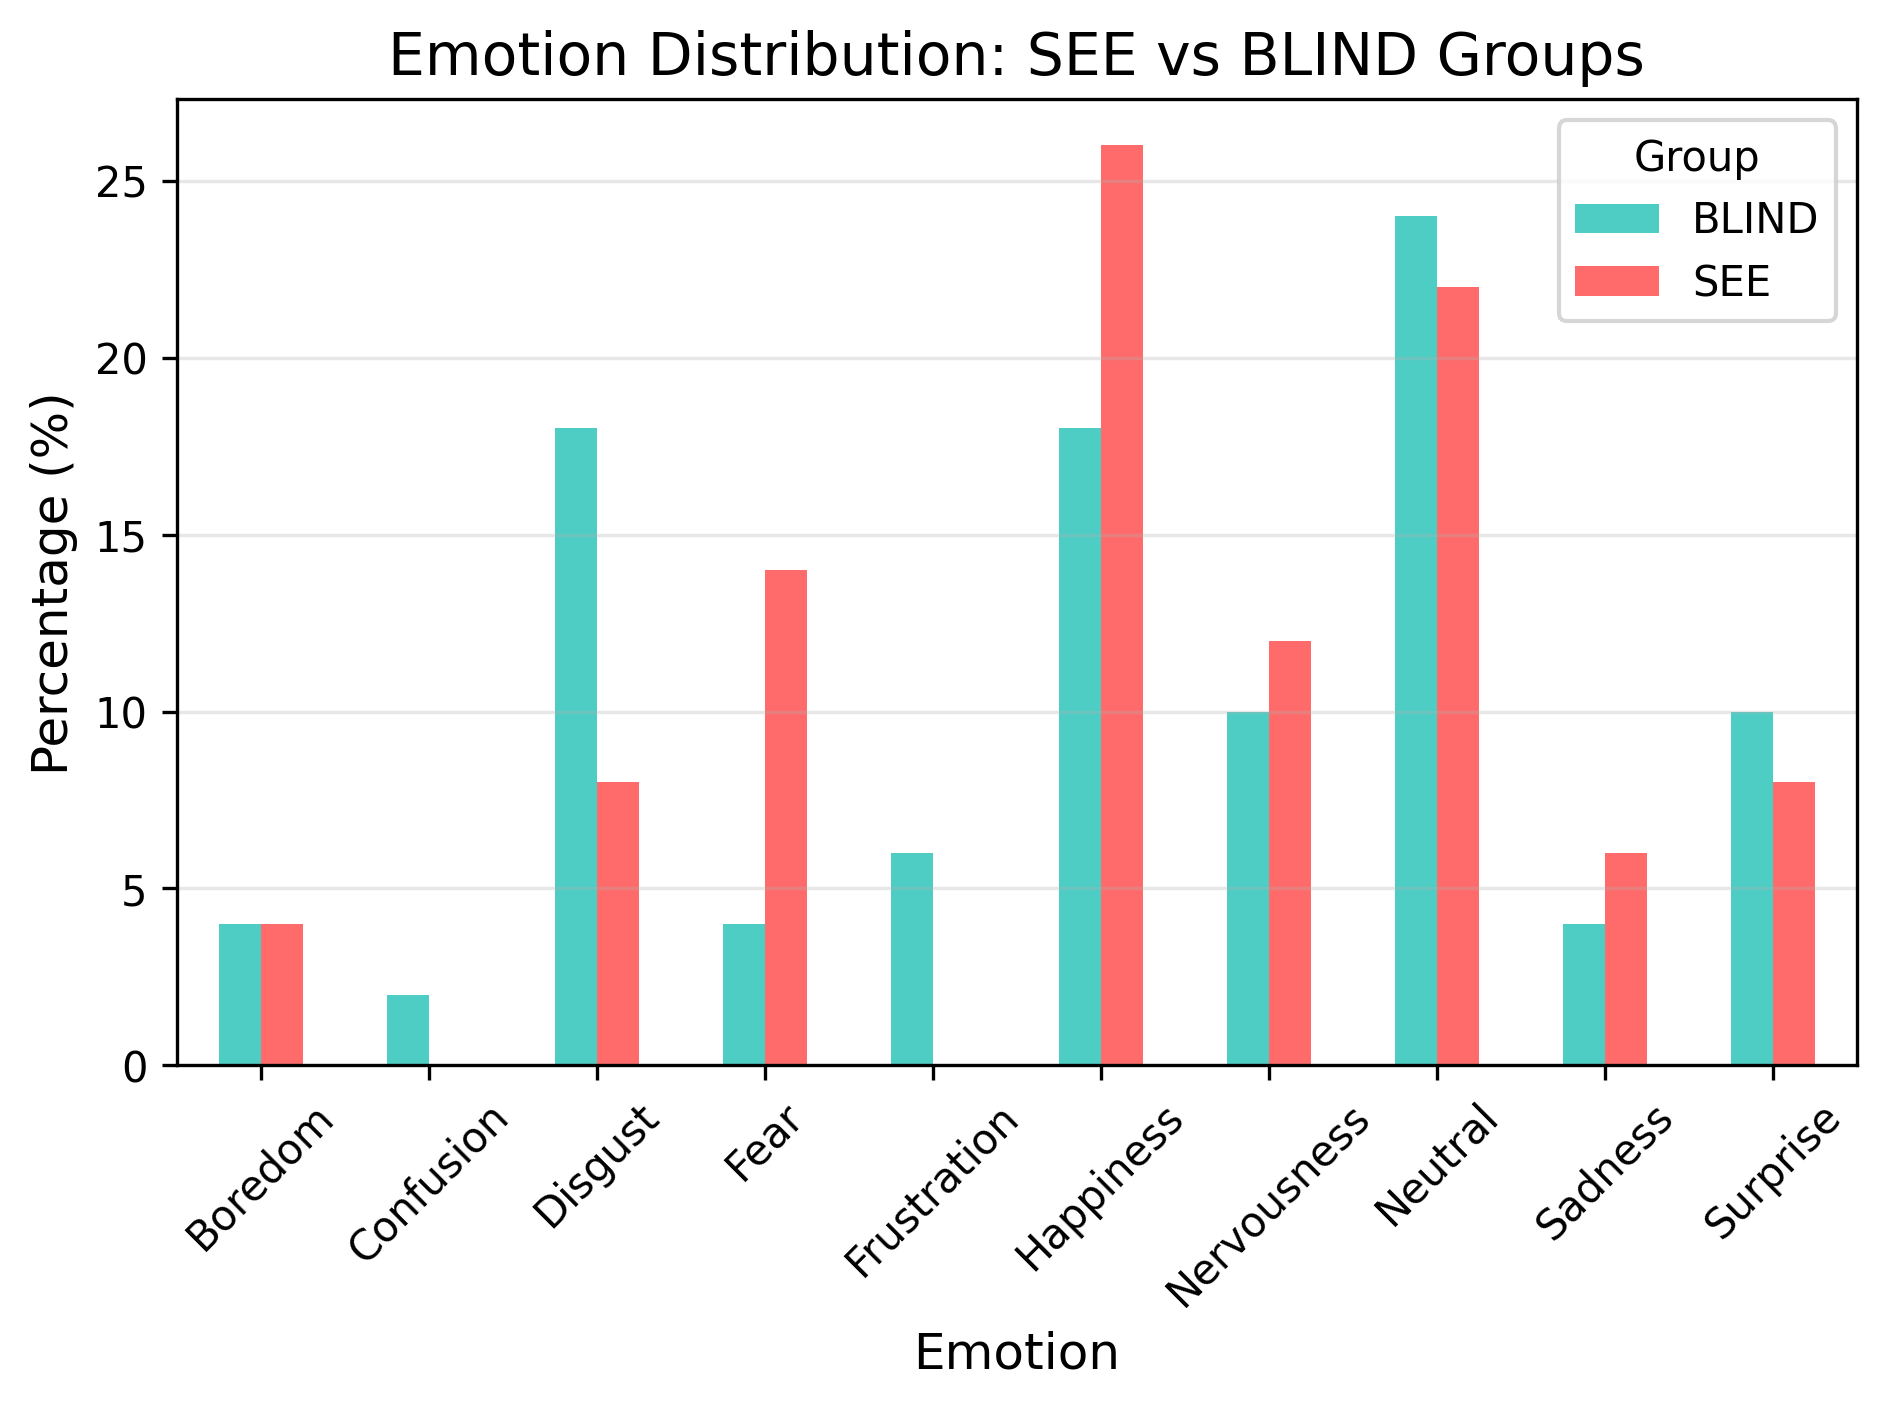 Emotion Distribution: SEE vs BLIND Groups
Group
BLIND
SEE
Percentage (%)
25
20
15
10
5
0
Boredom
Confusion
Disgust
Fear
Frustration
Happiness
Nervousness
Neutral
Sadness
Surprise
Emotion